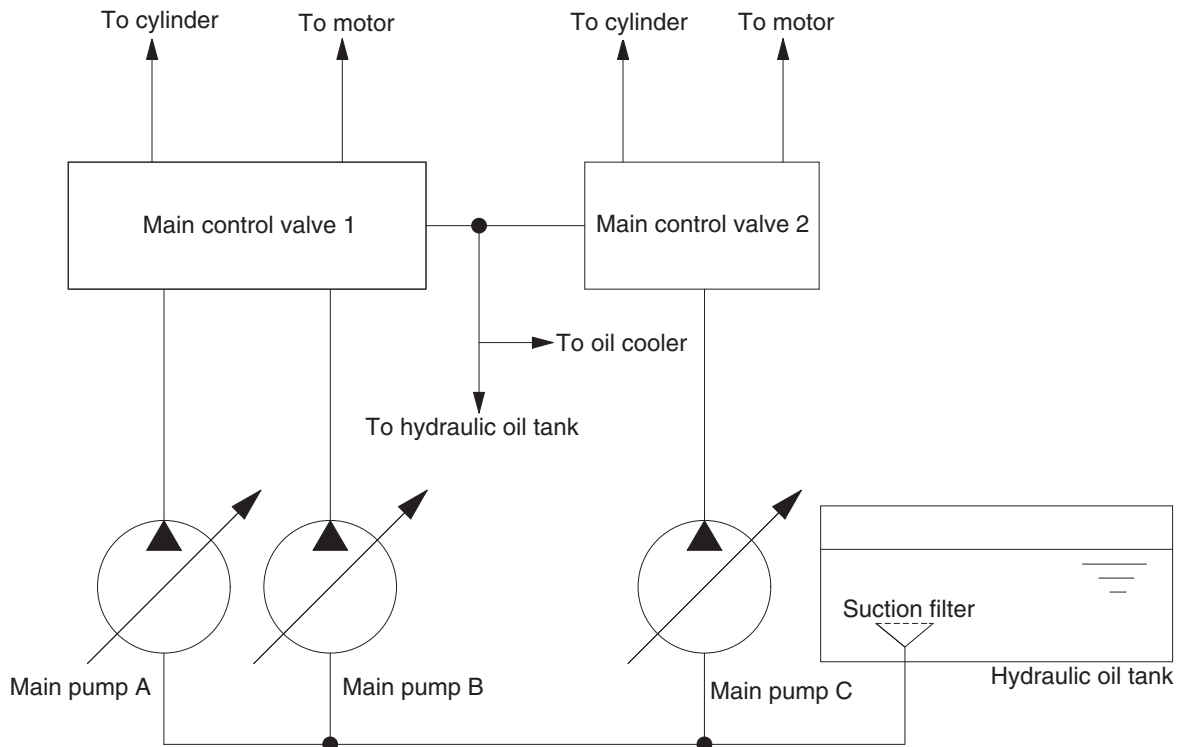 To cylinder
To motor
To cylinder
To motor
Main control valve 1
Main control valve 2
To oil cooler
To hydraulic oil tank
Suction filter
Main pump A
Main pump B
Main pump C
Hydraulic oil tank